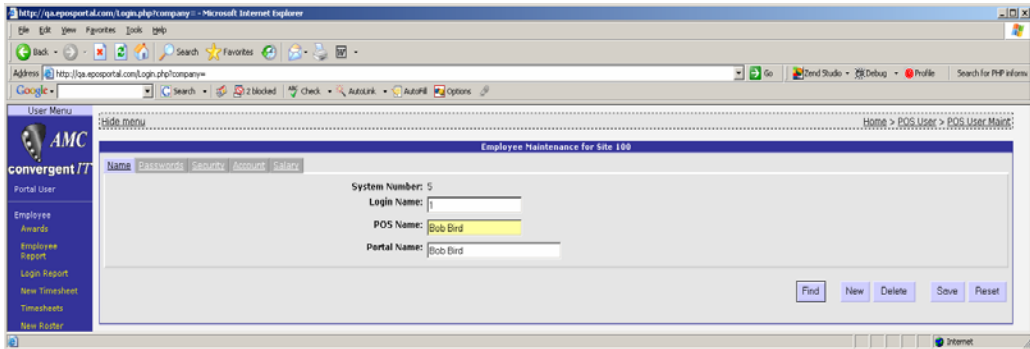 http://qa.eposportal.com/Login.php?company= - Microsoft Internet Explorer
File Edit View Favorites Tools Help
Back Search Favorites
Address http://qa.eposportal.com/Login.php?company= Go Zend Studio Debug Profile Search for PHP informa
Google Search 2 blocked Check AutoLink AutoFill Options
User Menu
Hide menu
Home > POS User > POS User Maint
AMC
convergent IT
Employee Maintenance for Site 100
Name Passwords Security Account Salary
System Number: 5
Login Name: 1
POS Name: Bob Bird
Portal Name: Bob Bird
Find New Delete Save Reset
Portal User
Employee
Awards
Employee
Report
Login Report
New Timesheet
Timesheets
New Roster
Internet